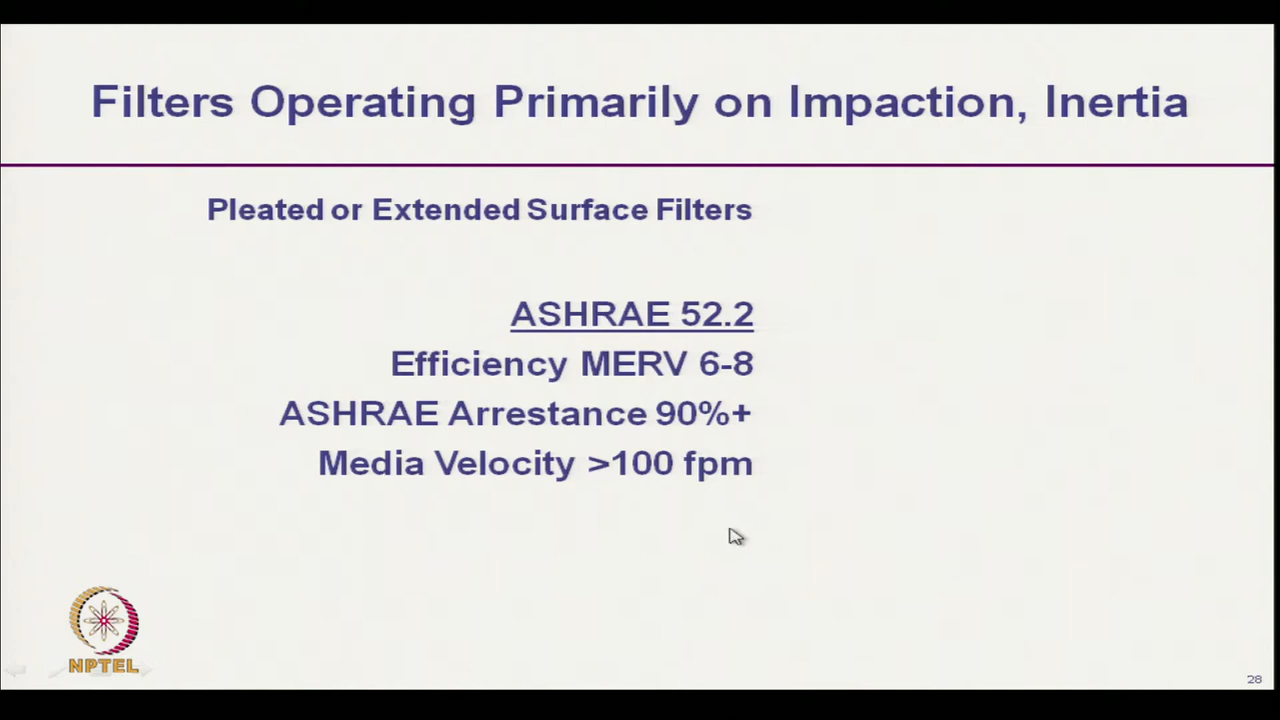 Filters Operating Primarily on Impaction, Inertia
Pleated or Extended Surface Filters
ASHRAE 52.2
Efficiency MERV 6-8
ASHRAE Arrestance 90%+
Media Velocity >100 fpm
NPTEL
28